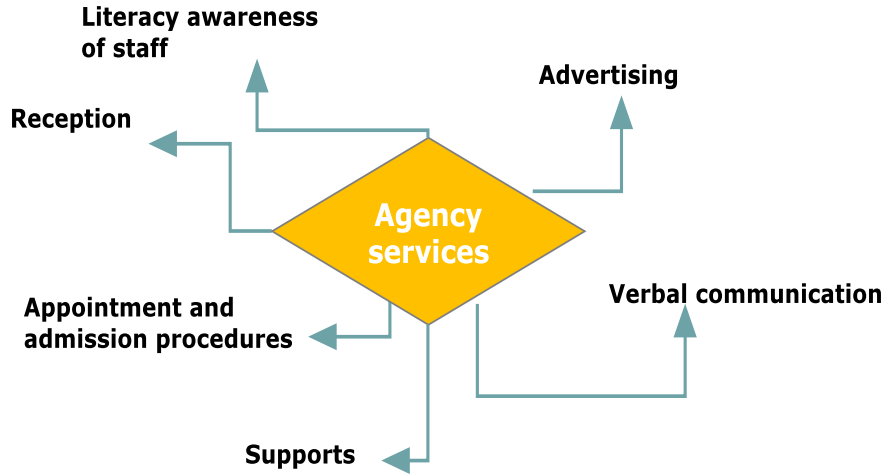 Literacy awareness
of staff
Advertising
Reception
Agency
services
Verbal communication
Appointment and
admission procedures
Supports